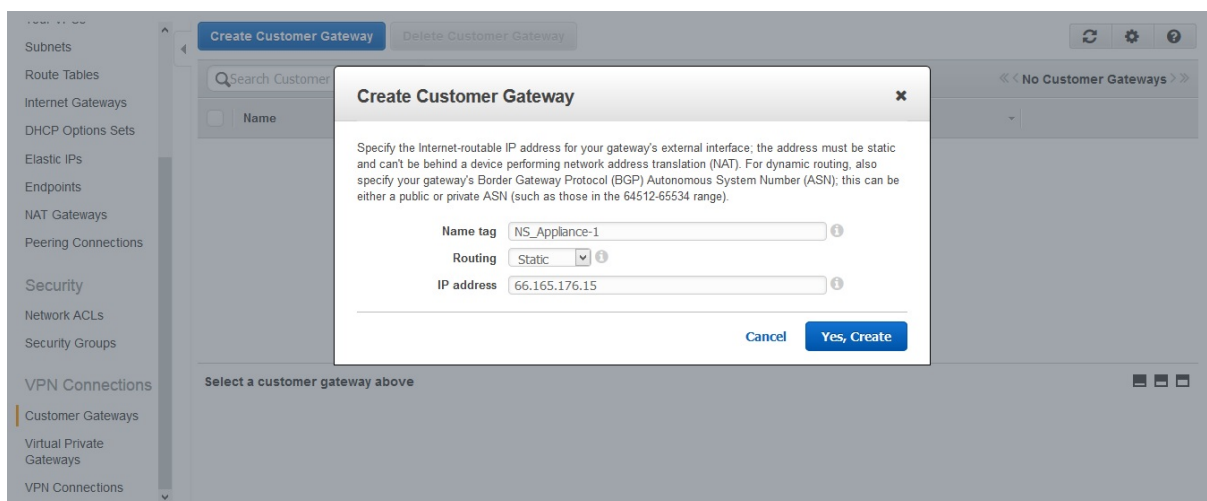 Subnets
Route Tables
Internet Gateways
DHCP Options Sets
Elastic IPs
Endpoints
NAT Gateways
Peering Connections
Security
Network ACLs
Security Groups
VPN Connections
Customer Gateways
Virtual Private
Gateways
VPN Connections
Create Customer Gateway
Delete Customer Gateway
Search Customer
No Customer Gateways
Name
Create Customer Gateway
Specify the Internet-routable IP address for your gateway's external interface; the address must be static
and can't be behind a device performing network address translation (NAT). For dynamic routing, also
specify your gateway's Border Gateway Protocol (BGP) Autonomous System Number (ASN); this can be
either a public or private ASN (such as those in the 64512-65534 range).
Name tag NS_Appliance-1
Routing Static
IP address 66.165.176.15
Cancel Yes, Create
Select a customer gateway above